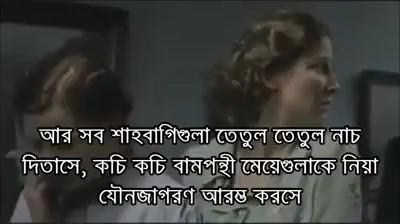 আর সব শাহবাগিগুলা তেতুল তেতুল নাচ
দিতাসে, কচি কচি বামপন্থী মেয়েগুলাকে নিয়া
যৌনজাগরণ আরম্ভ করসে